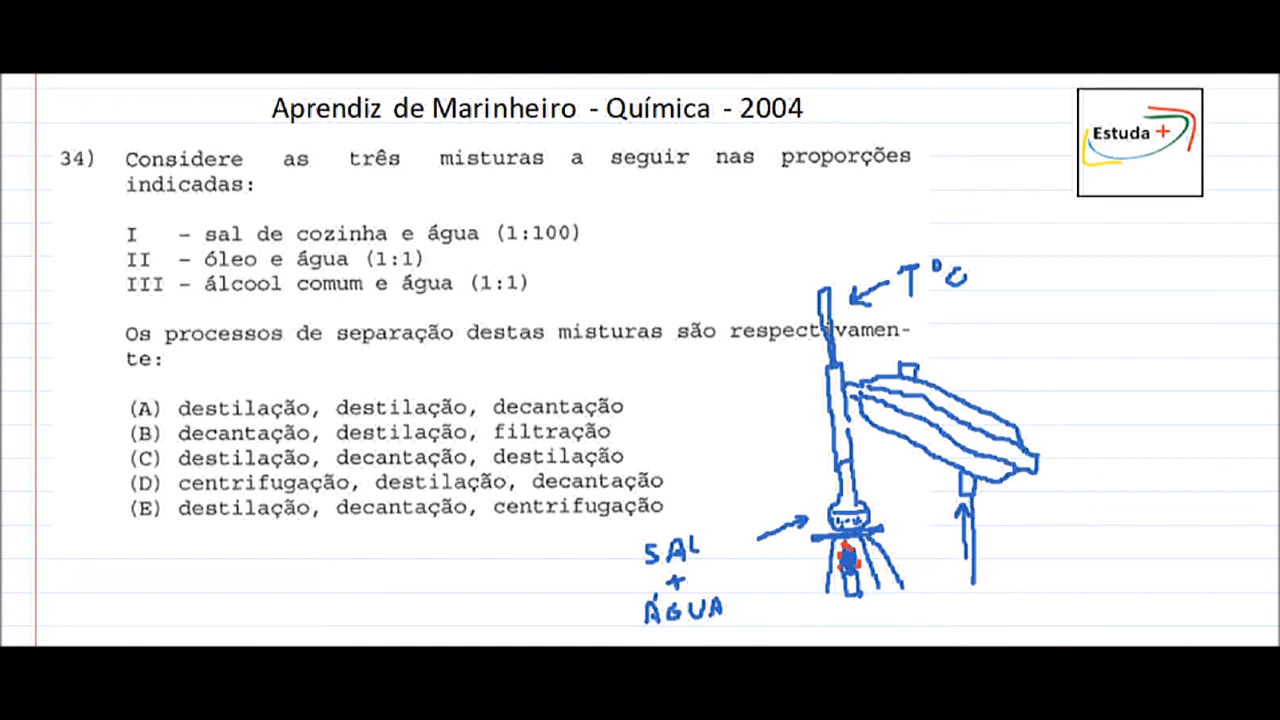 Aprendiz de Marinheiro - Química - 2004
Estuda +
34) Considere as três misturas a seguir nas proporções
indicadas:
I - sal de cozinha e água (1:100)
II - óleo e água (1:1)
III - álcool comum e água (1:1)
Os processos de separação destas misturas são respectivamen-
te:
(A) destilação, destilação, decantação
(B) decantação, destilação, filtração
(C) destilação, decantação, destilação
(D) centrifugação, destilação, decantação
(E) destilação, decantação, centrifugação
T°C
SAL
+
ÁGUA